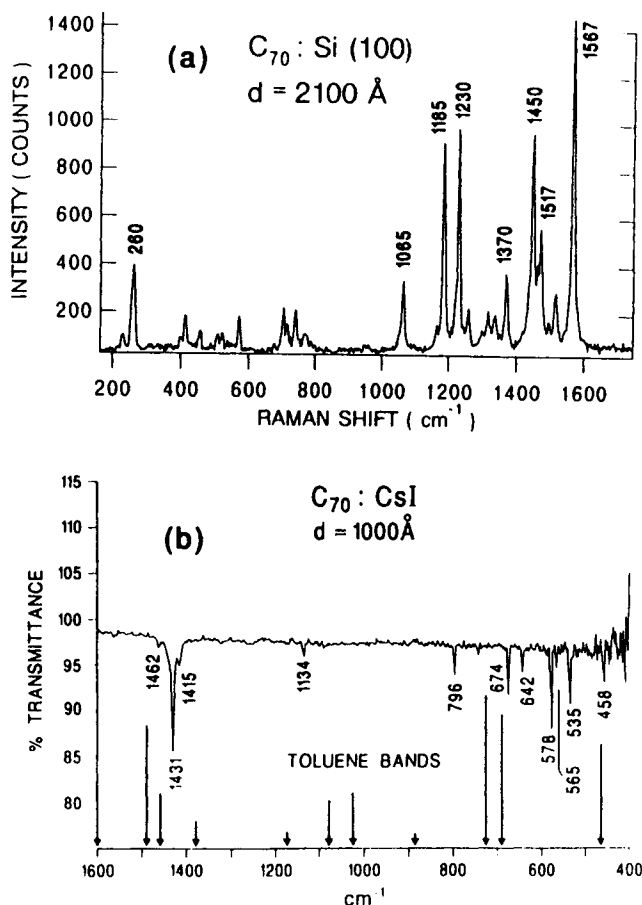 (a)
C70 : Si (100)
d = 2100 Å
INTENSITY ( COUNTS )
1400
1200
1000
800
600
400
200
260
1065
1185
1230
1370
1450
1517
1567
200 400 600 800 1000 1200 1400 1600
RAMAN SHIFT ( cm⁻¹ )
(b)
C70 : CsI
d = 1000Å
% TRANSMITTANCE
115
110
105
100
95
90
85
80
1462
1431
1415
1134
796
674
642
578
565
535
458
TOLUENE BANDS
1600 1400 1200 1000 800 600 400
cm⁻¹